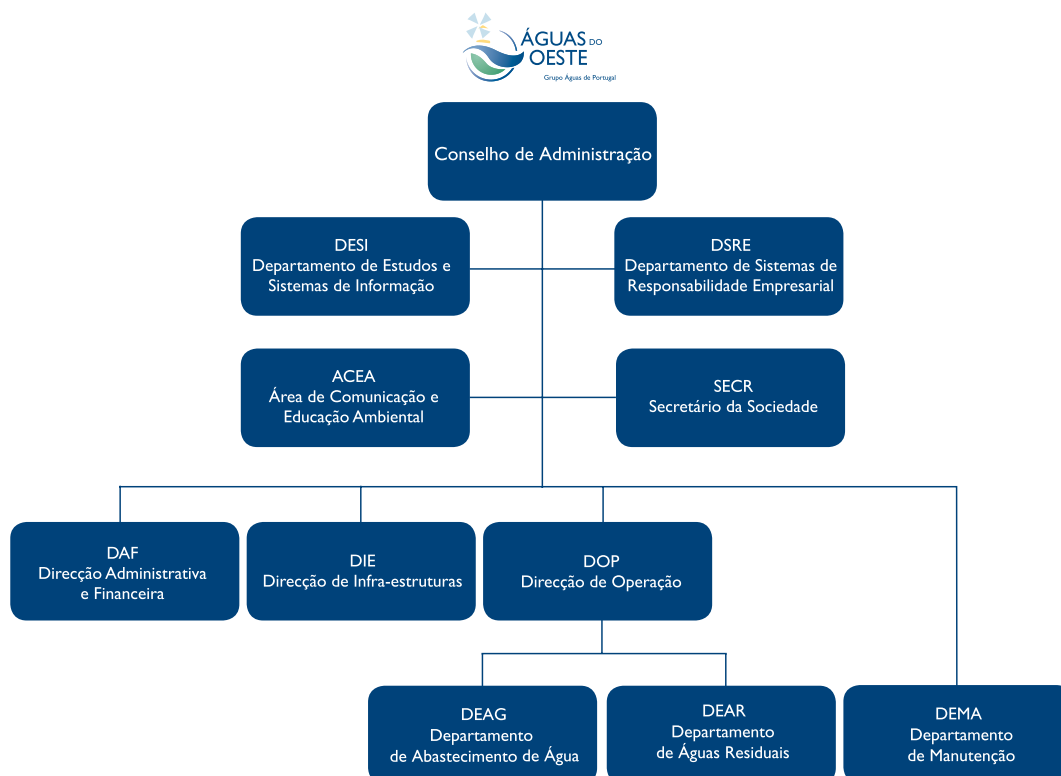 ÁGUAS DO
OESTE
Grupo Águas de Portugal
Conselho de Administração
DESI
Departamento de Estudos e
Sistemas de Informação
DSRE
Departamento de Sistemas de
Responsabilidade Empresarial
ACEA
Área de Comunicação e
Educação Ambiental
SECR
Secretário da Sociedade
DAF
Direcção Administrativa
e Financeira
DIE
Direcção de Infra-estruturas
DOP
Direcção de Operação
DEAG
Departamento
de Abastecimento de Água
DEAR
Departamento
de Águas Residuais
DEMA
Departamento
de Manutenção